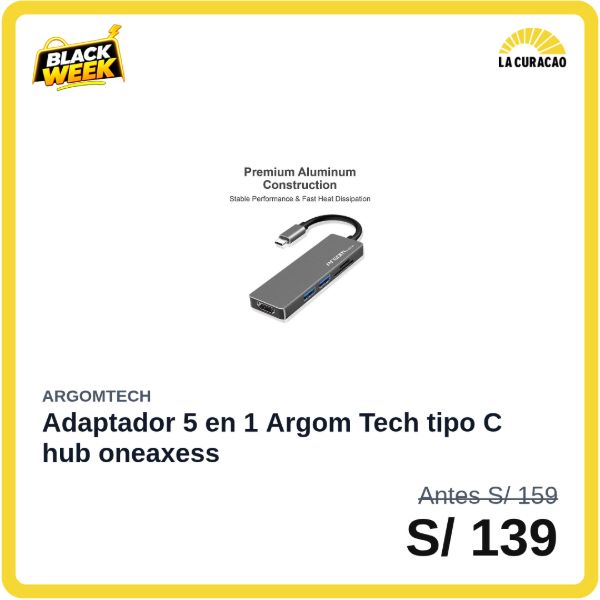 BLACK
WEEK
LA CURACAO
Premium Aluminum
Construction
Stable Performance & Fast Heat Dissipation
ARGOMTECH
Adaptador 5 en 1 Argom Tech tipo C
hub oneaxess
Antes S/ 159
S/ 139